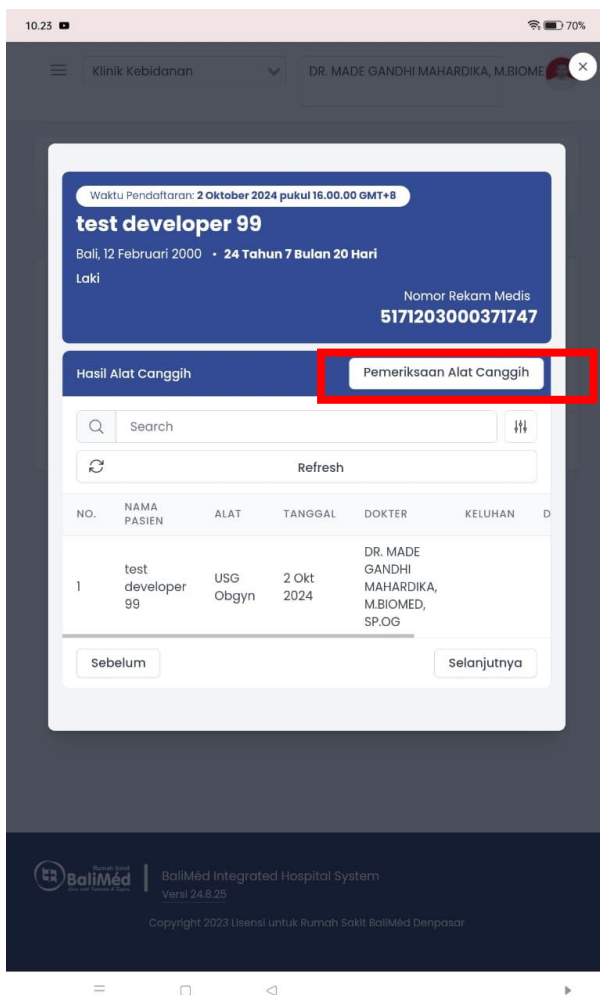 10.23
70%
Klinik Kebidanan
DR. MADE GANDHI MAHARDIKA, M.BIOME
Waktu Pendaftaran: 2 Oktober 2024 pukul 16.00.00 GMT+8
test developer 99
Bali, 12 Februari 2000 • 24 Tahun 7 Bulan 20 Hari
Laki
Nomor Rekam Medis
5171203000371747
Hasil Alat Canggih
Pemeriksaan Alat Canggih
Search
Refresh
NO. NAMA PASIEN ALAT TANGGAL DOKTER KELUHAN D
1 test developer 99 USG Obgyn 2 Okt 2024 DR. MADE GANDHI MAHARDIKA, M.BIOMED, SP.OG
Sebelum
Selanjutnya
Rumah Sakit
BaliMéd
BaliMéd Integrated Hospital System
Versi 24.8.25
Copyright 2023 Lisensi untuk Rumah Sakit BaliMéd Denpasar